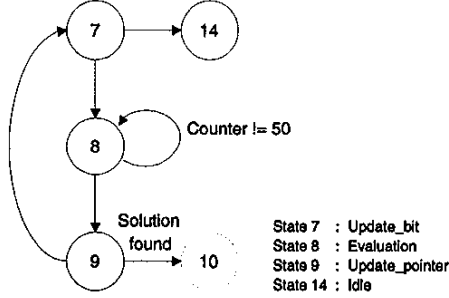 7
14
Counter != 50
8
Solution
found
9
10
State 7 : Update_bit
State 8 : Evaluation
State 9 : Update_pointer
State 14 : Idle